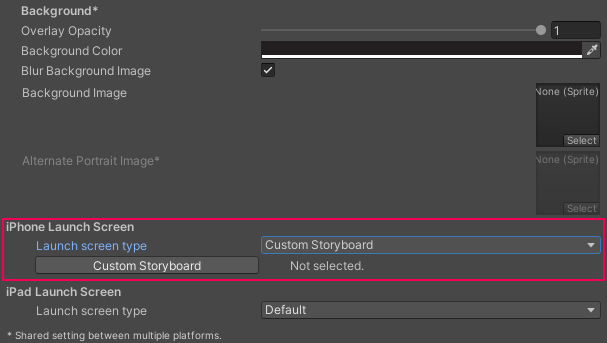 Background*
Overlay Opacity 1
Background Color
Blur Background Image
Background Image None (Sprite)
Select
Alternate Portrait Image* None (Sprite)
Select
iPhone Launch Screen
Launch screen type Custom Storyboard
Custom Storyboard Not selected.
iPad Launch Screen
Launch screen type Default
* Shared setting between multiple platforms.